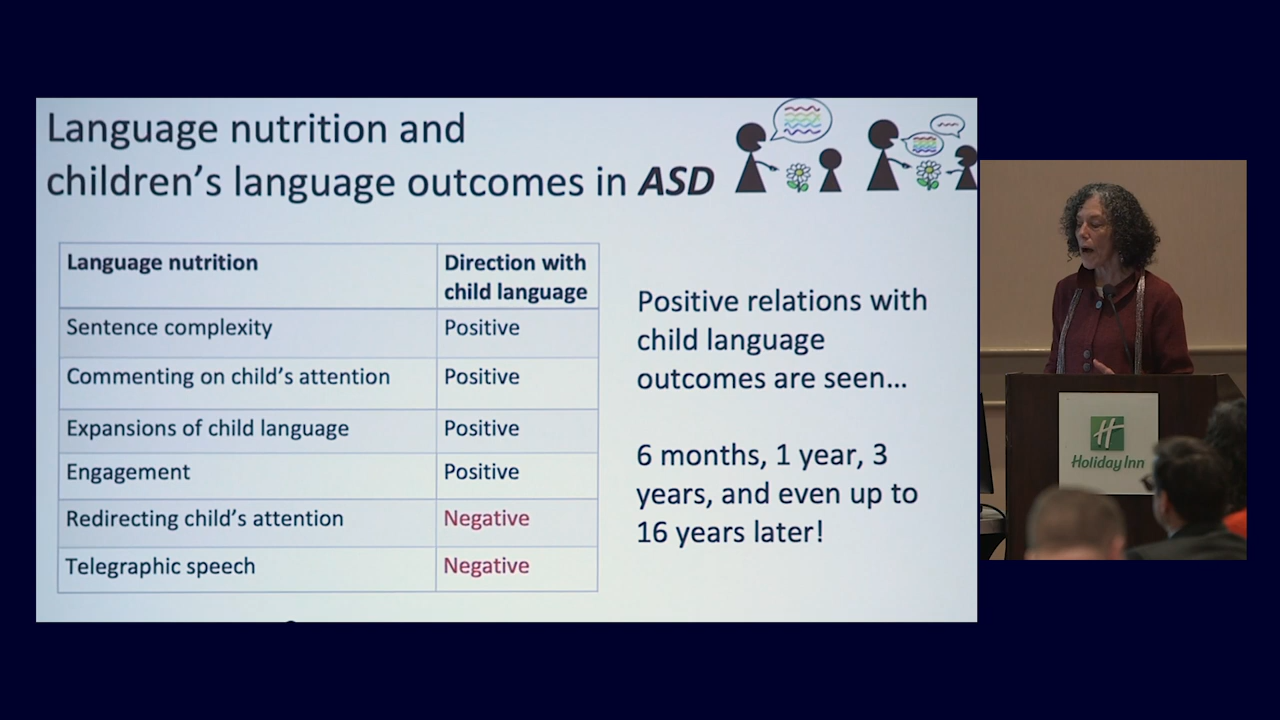 Language nutrition and
children's language outcomes in ASD
Language nutrition
Direction with
child language
Sentence complexity
Positive
Commenting on child's attention
Positive
Expansions of child language
Positive
Engagement
Positive
Redirecting child's attention
Negative
Telegraphic speech
Negative
Positive relations with
child language
outcomes are seen...
6 months, 1 year, 3
years, and even up to
16 years later!
H
Holiday Inn